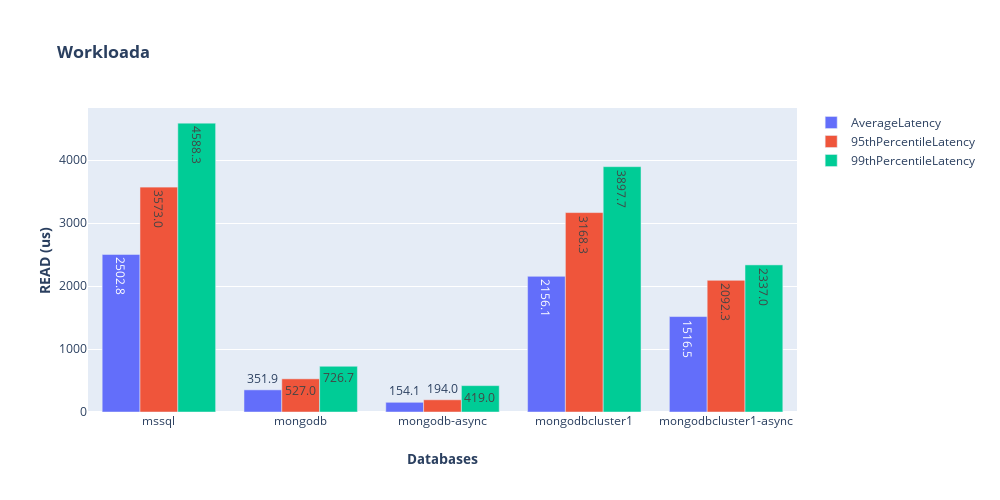 Workloada
AverageLatency
95thPercentileLatency
99thPercentileLatency
READ (us)
4000
3000
2000
1000
0
2502.8
3573.0
4588.3
351.9
527.0
726.7
154.1
194.0
419.0
2156.1
3168.3
3897.7
1516.5
2092.3
2337.0
mssql
mongodb
mongodb-async
mongodbcluster1
mongodbcluster1-async
Databases